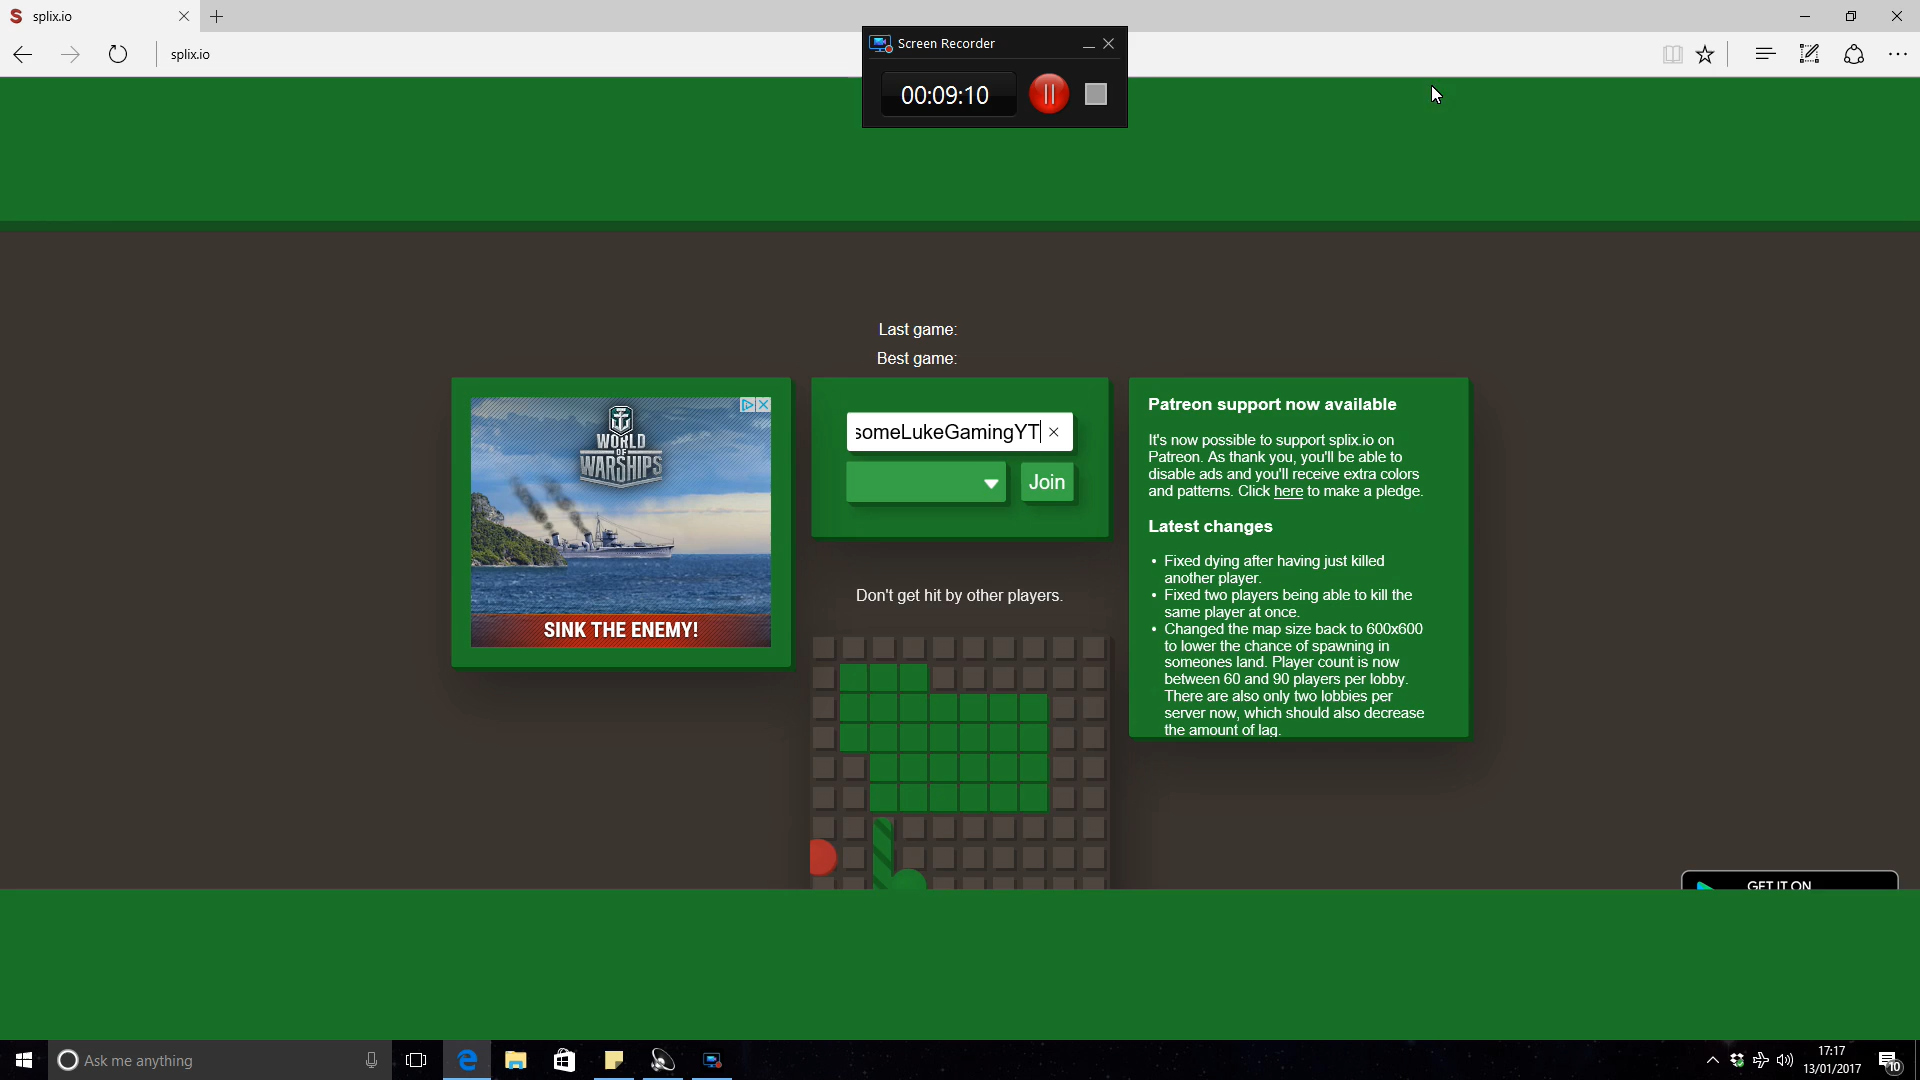 splix.io
splix.io
Screen Recorder
00:09:10
Last game:
Best game:
WORLD
OF
WARSHIPS
SINK THE ENEMY!
someLukeGamingYT
Join
Don't get hit by other players.
Patreon support now available
It's now possible to support splix.io on
Patreon. As thank you, you'll be able to
disable ads and you'll receive extra colors
and patterns. Click here to make a pledge.
Latest changes
• Fixed dying after having just killed
another player.
• Fixed two players being able to kill the
same player at once.
• Changed the map size back to 600x600
to lower the chance of spawning in
someones land. Player count is now
between 60 and 90 players per lobby.
There are also only two lobbies per
server now, which should also decrease
the amount of lag.
GET IT ON
Ask me anything
17:17
13/01/2017
10